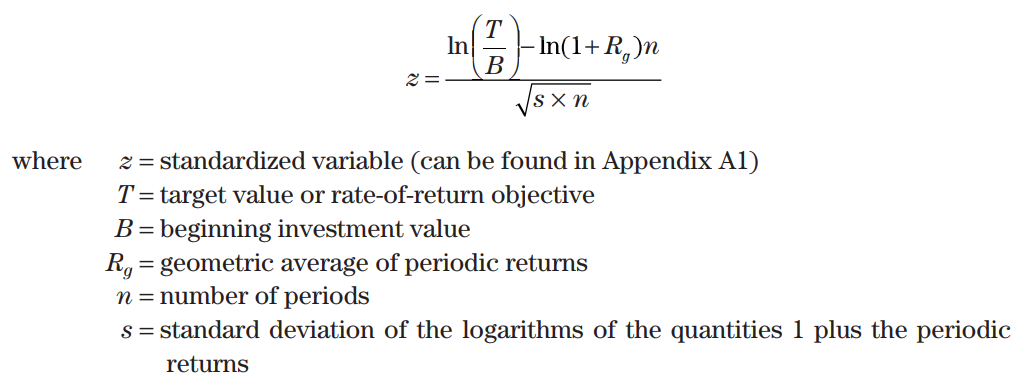 z = \frac{\ln\left(\frac{T}{B}\right) - \ln(1 + R_g)n}{\sqrt{s \times n}}
where z = standardized variable (can be found in Appendix A1)
T = target value or rate-of-return objective
B = beginning investment value
R_g = geometric average of periodic returns
n = number of periods
s = standard deviation of the logarithms of the quantities 1 plus the periodic
returns